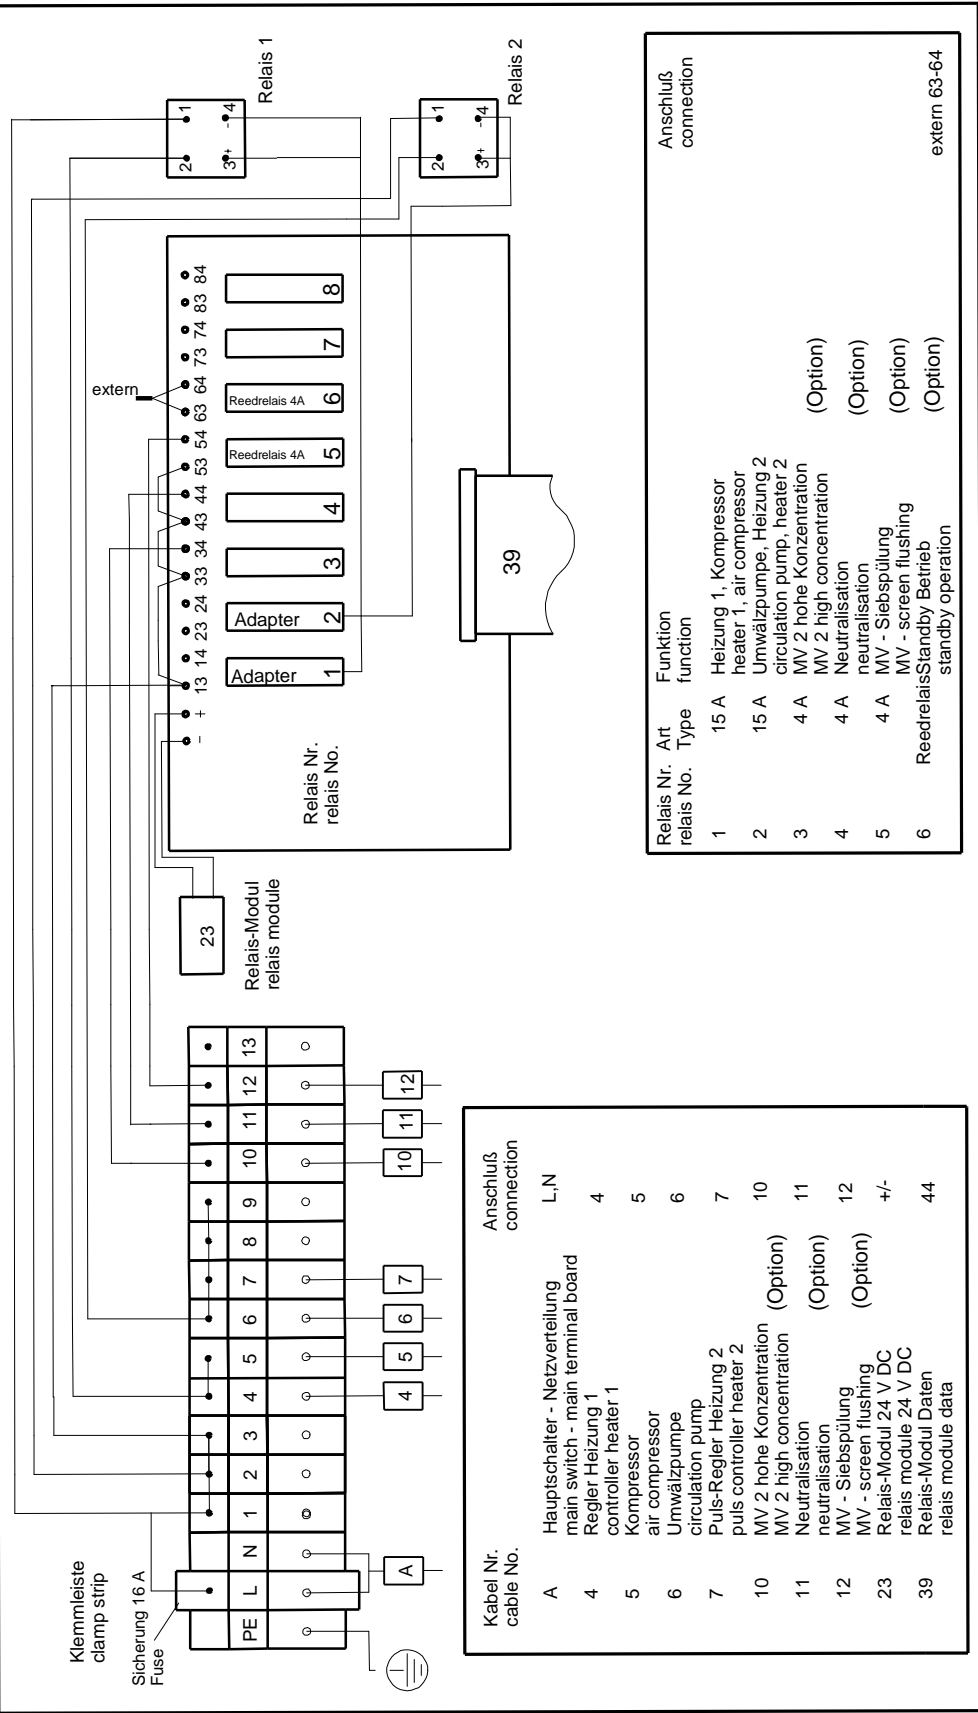 Klemmleiste
clamp strip
Sicherung 16 A
Fuse
PE
L
N
1
2
3
4
5
6
7
8
9
10
11
12
13
A
4
5
6
7
10
11
12
23
Relais-Modul
relais module
extern
-
+
13
14
23
24
33
34
43
44
53
54
63
64
73
74
83
84
Adapter
1
Adapter
2
3
4
Reedrelais 4A
5
Reedrelais 4A
6
7
8
Relais Nr.
relais No.
39
2
1
3+
- 4
Relais 1
2
1
3+
- 4
Relais 2
Kabel Nr. Anschluß
cable No. connection
A Hauptschalter - Netzverteilung L,N
main switch - main terminal board
4 Regler Heizung 1 4
controller heater 1
5 Kompressor 5
air compressor
6 Umwälzpumpe 6
circulation pump
7 Puls-Regler Heizung 2 7
puls controller heater 2
10 MV 2 hohe Konzentration (Option) 10
MV 2 high concentration
11 Neutralisation (Option) 11
neutralisation
12 MV - Siebspülung (Option) 12
MV - screen flushing
23 Relais-Modul 24 V DC +/-
relais module 24 V DC
39 Relais-Modul Daten 44
relais module data
Relais Nr. Art Funktion Anschluß
relais No. Type function connection
1 15 A Heizung 1, Kompressor
heater 1, air compressor
2 15 A Umwälzpumpe, Heizung 2
circulation pump, heater 2
3 4 A MV 2 hohe Konzentration (Option)
MV 2 high concentration
4 4 A Neutralisation (Option)
neutralisation
5 4 A MV - Siebspülung (Option)
MV - screen flushing
6 ReedrelaisStandby Betrieb (Option) extern 63-64
standby operation